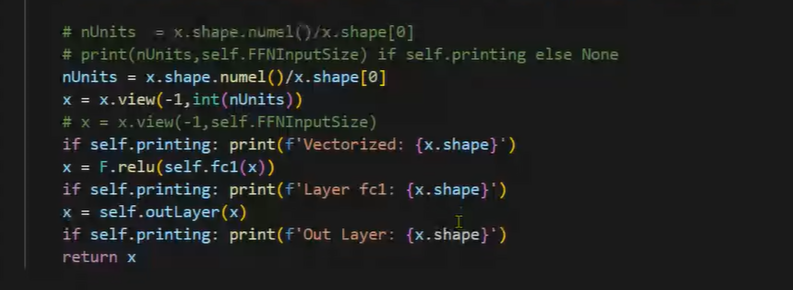 # nUnits  = x.shape.numel()/x.shape[0]
# print(nUnits,self.FFNInputSize) if self.printing else None
nUnits = x.shape.numel()/x.shape[0]
x = x.view(-1,int(nUnits))
# x = x.view(-1,self.FFNInputSize)
if self.printing: print(f'Vectorized: {x.shape}')
x = F.relu(self.fc1(x))
if self.printing: print(f'Layer fc1: {x.shape}')
x = self.outLayer(x)
if self.printing: print(f'Out Layer: {x.shape}')
return x